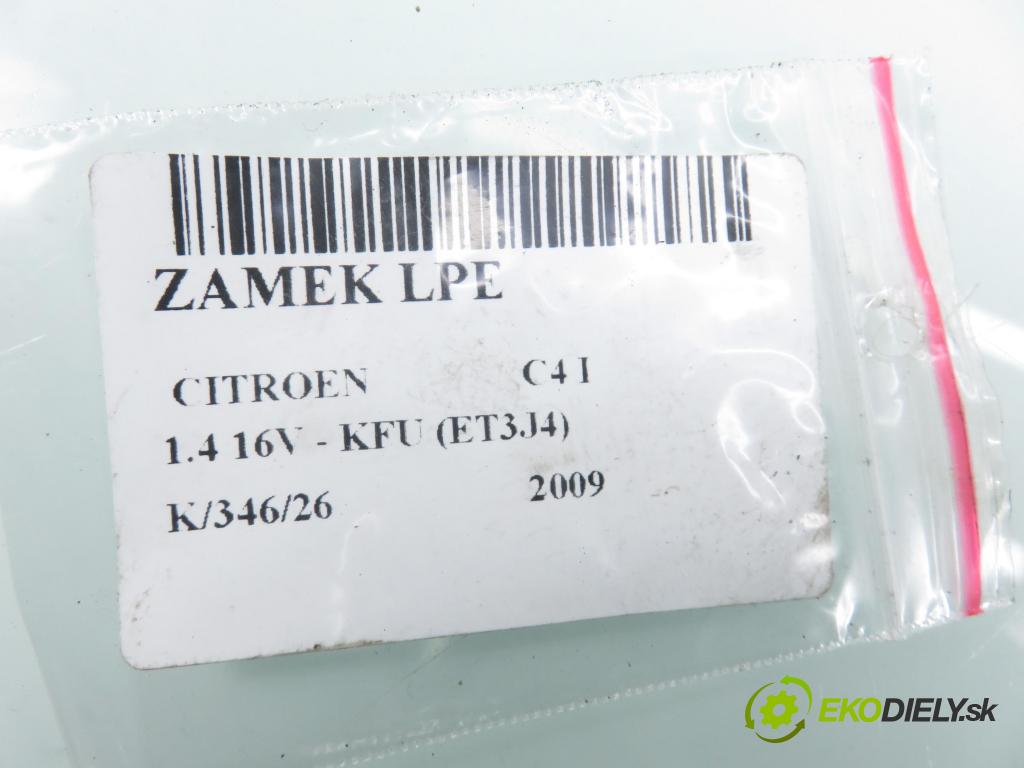 ZAMEK LPE
CITROEN C4 I
1.4 16V - KFU (ET3J4)
K/346/26 2009
EKODIELY.sk